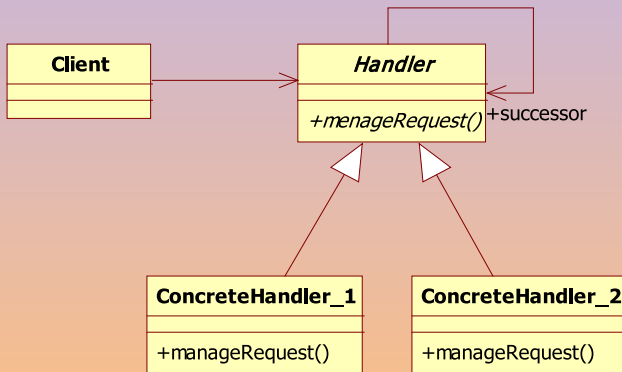 Client
Handler
+menageRequest()
+successor
ConcreteHandler_1
+manageRequest()
ConcreteHandler_2
+manageRequest()